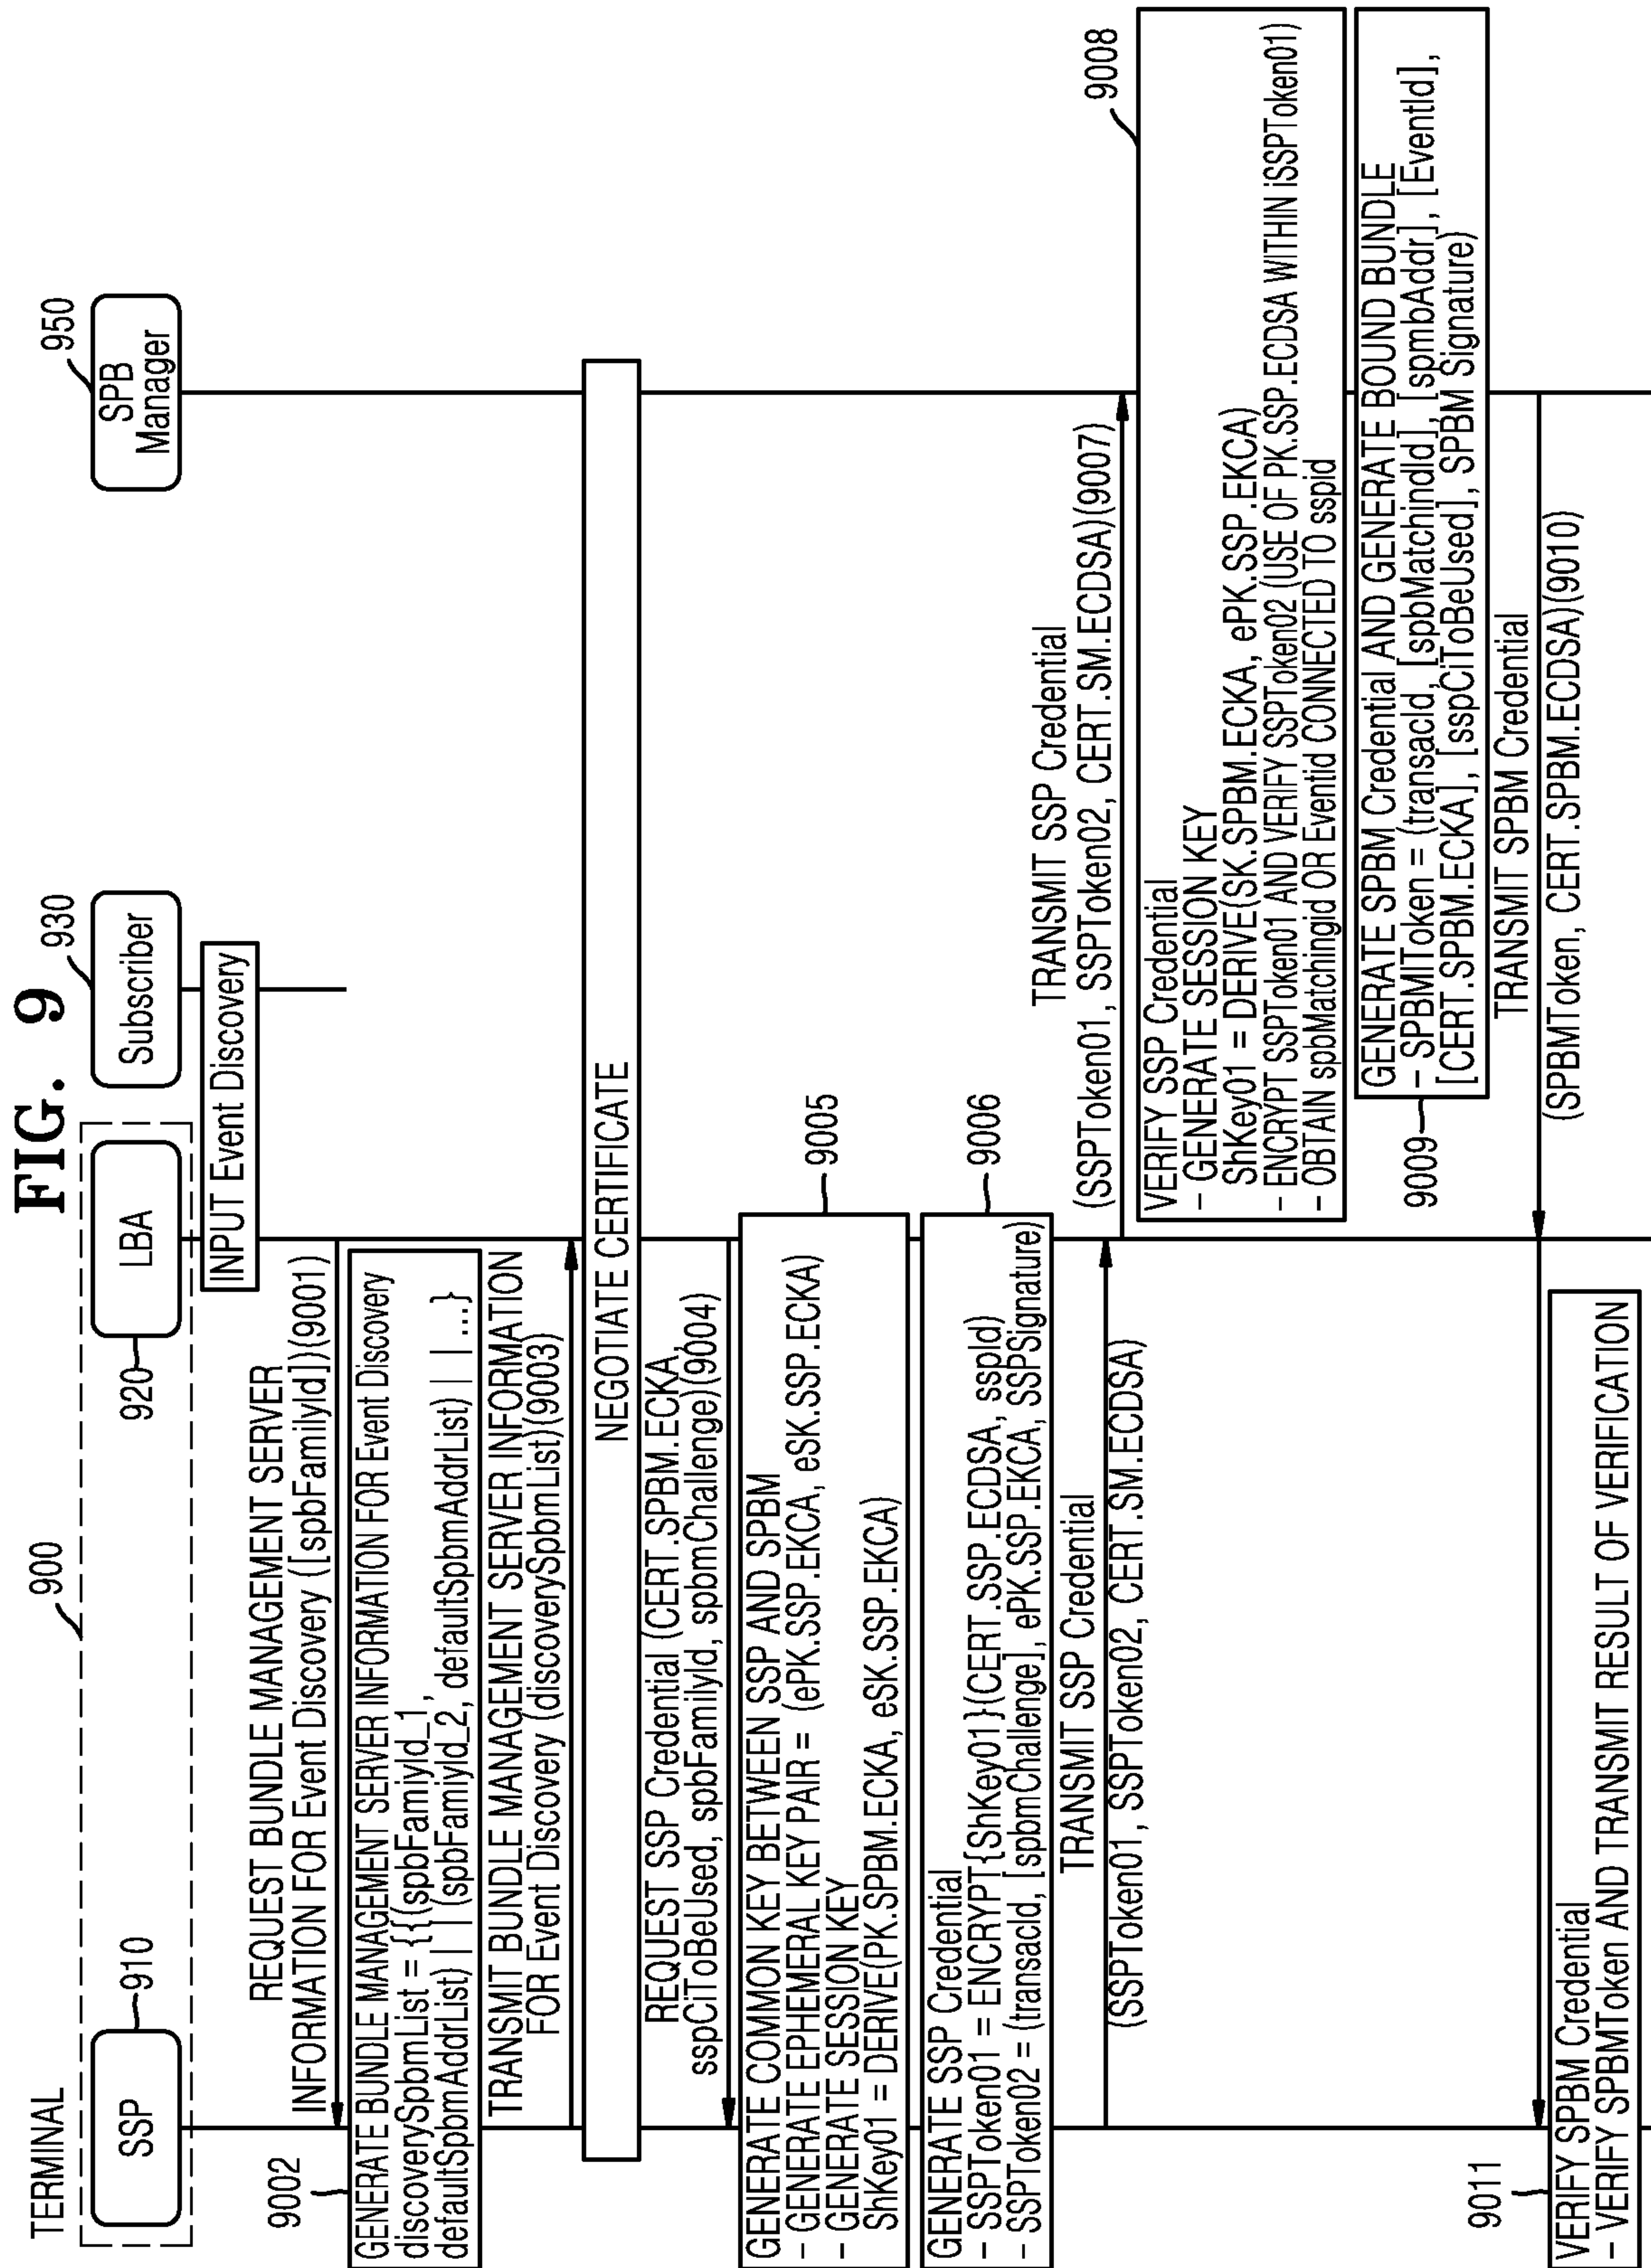 FIG. 9
TERMINAL
900
SSP
910
LBA
920
Subscriber
930
SPB
Manager
950
INPUT Event Discovery
REQUEST BUNDLE MANAGEMENT SERVER
INFORMATION FOR Event Discovery ([spbFamilyId])(9001)
9002
GENERATE BUNDLE MANAGEMENT SERVER INFORMATION FOR Event Discovery
discoverySpbmList = {{(spbFamilyId_1,
defaultSpbmAddrList) | | (spbFamilyId_2, defaultSpbmAddrList) | | ...}
TRANSMIT BUNDLE MANAGEMENT SERVER INFORMATION
FOR Event Discovery (discoverySpbmList)(9003)
NEGOTIATE CERTIFICATE
REQUEST SSP Credential (CERT.SPBM.ECKA,
sspCiToBeUsed, spbFamilyId, spbmChallenge)(9004)
GENERATE COMMON KEY BETWEEN SSP AND SPBM
- GENERATE EPHEMERAL KEY PAIR = (ePK.SSP.EKCA, eSK.SSP.ECKA)
- GENERATE SESSION KEY
ShKey01 = DERIVE(PK.SPBM.ECKA, eSK.SSP.EKCA)
9005
GENERATE SSP Credential
- SSPToken01 = ENCRYPT{ShKey01}(CERT.SSP.ECDSA, sspId)
- SSPToken02 = (transacId, [spbmChallenge], ePK.SSP.EKCA, SSPSignature)
9006
TRANSMIT SSP Credential
(SSPToken01, SSPToken02, CERT.SM.ECDSA)
TRANSMIT SSP Credential
(SSPToken01, SSPToken02, CERT.SM.ECDSA)(9007)
9008
VERIFY SSP Credential
- GENERATE SESSION KEY
ShKey01 = DERIVE(SK.SPBM.ECKA, ePK.SSP.EKCA)
- ENCRYPT SSPToken01 AND VERIFY SSPToken02 (USE OF PK.SSP.ECDSA WITHIN iSSPToken01)
- OBTAIN spbMatchingid OR Eventid CONNECTED TO sspid
9009
GENERATE SPBM Credential AND GENERATE BOUND BUNDLE
- SPBMIToken = (transacId, [spbMatchindId], [spmbAddr], [EventId],
[CERT.SPBM.ECKA], [sspCiToBeUsed], SPBM Signature)
TRANSMIT SPBM Credential
(SPBMToken, CERT.SPBM.ECDSA)(9010)
9011
VERIFY SPBM Credential
- VERIFY SPBMToken AND TRANSMIT RESULT OF VERIFICATION